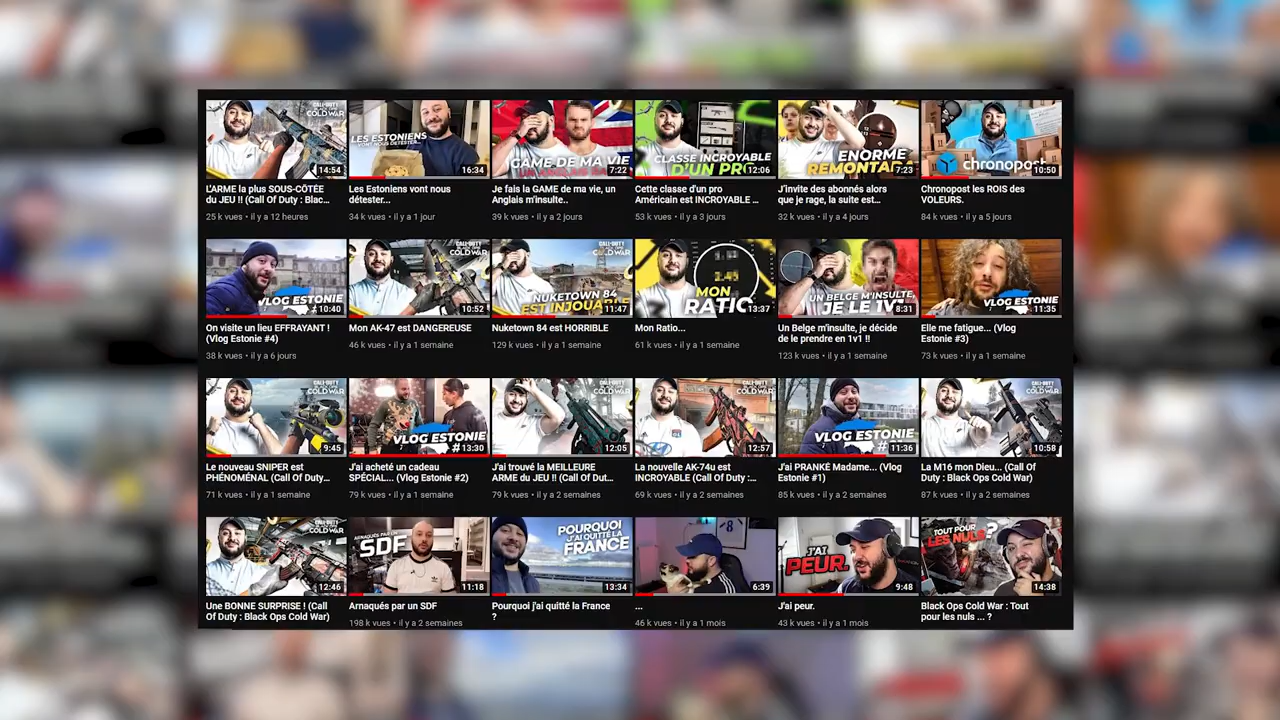 CALL OF DUTY
COLD WAR
14:54
LES ESTONIENS
VONT NOUS DÉTESTER...
16:34
GAME DE MA VIE
7:22
CLASSE INCROYABLE
D'UN PRO
12:06
ENORME
REMONTADA
7:23
chronopost
10:50
L'ARME la plus SOUS-CÔTÉE
du JEU !! (Call Of Duty : Blac...
25 k vues • il y a 12 heures
Les Estoniens vont nous
détester...
34 k vues • il y a 1 jour
Je fais la GAME de ma vie, un
Anglais m'insulte..
39 k vues • il y a 2 jours
Cette classe d'un pro
Américain est INCROYABLE ...
53 k vues • il y a 3 jours
J'invite des abonnés alors
que je rage, la suite est...
32 k vues • il y a 4 jours
Chronopost les ROIS des
VOLEURS.
84 k vues • il y a 5 jours
VLOG ESTONIE
10:40
CALL OF DUTY
COLD WAR
10:52
CALL OF DUTY
COLD WAR
NUKETOWN 84
EST INJOUABLE
11:47
MON
RATIO
13:37
UN BELGE M'INSULTE,
JE LE 1V1
8:31
VLOG ESTONIE
11:35
On visite un lieu EFFRAYANT !
(Vlog Estonie #4)
38 k vues • il y a 6 jours
Mon AK-47 est DANGEREUSE
46 k vues • il y a 1 semaine
Nuketown 84 est HORRIBLE
129 k vues • il y a 1 semaine
Mon Ratio...
61 k vues • il y a 1 semaine
Un Belge m'insulte, je décide
de le prendre en 1v1 !!
123 k vues • il y a 1 semaine
Elle me fatigue... (Vlog
Estonie #3)
73 k vues • il y a 1 semaine
CALL OF DUTY
COLD WAR
9:45
VLOG ESTONIE
#
13:30
CALL OF DUTY
COLD WAR
12:05
CALL OF DUTY
COLD WAR
12:57
VLOG ESTONIE
#
11:36
CALL OF DUTY
COLD WAR
10:58
Le nouveau SNIPER est
PHÉNOMÉNAL (Call Of Duty...
71 k vues • il y a 1 semaine
J'ai acheté un cadeau
SPÉCIAL... (Vlog Estonie #2)
79 k vues • il y a 1 semaine
J'ai trouvé la MEILLEURE
ARME du JEU !! (Call Of Dut...
79 k vues • il y a 2 semaines
La nouvelle AK-74u est
INCROYABLE (Call Of Duty :...
69 k vues • il y a 2 semaines
J'ai PRANKÉ Madame... (Vlog
Estonie #1)
85 k vues • il y a 2 semaines
La M16 mon Dieu... (Call Of
Duty : Black Ops Cold War)
87 k vues • il y a 2 semaines
CALL OF DUTY
COLD WAR
12:46
ARNAQUÉS PAR UN
SDF
11:18
POURQUOI
J'AI QUITTÉ LA
FRANCE
13:34
6:39
J'AI
PEUR.
9:48
TOUT POUR
LES NULS ?
14:38
Une BONNE SURPRISE ! (Call
Of Duty : Black Ops Cold War)
Arnaqués par un SDF
198 k vues • il y a 2 semaines
Pourquoi j'ai quitté la France
?
...
46 k vues • il y a 1 mois
J'ai peur.
43 k vues • il y a 1 mois
Black Ops Cold War : Tout
pour les nuls ... ?